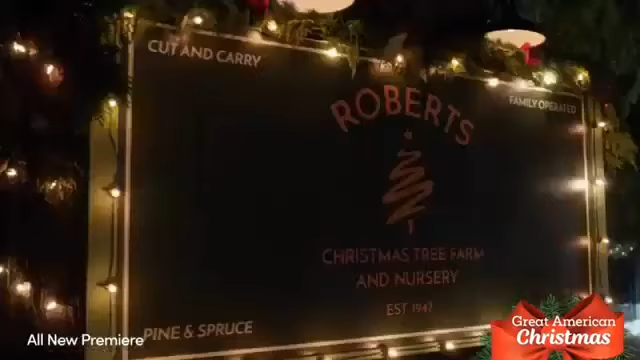 CUT AND CARRY
FAMILY OPERATED
ROBERTS
CHRISTMAS TREE FARM
AND NURSERY
EST 1947
PINE & SPRUCE
All New Premiere
Great American
Christmas